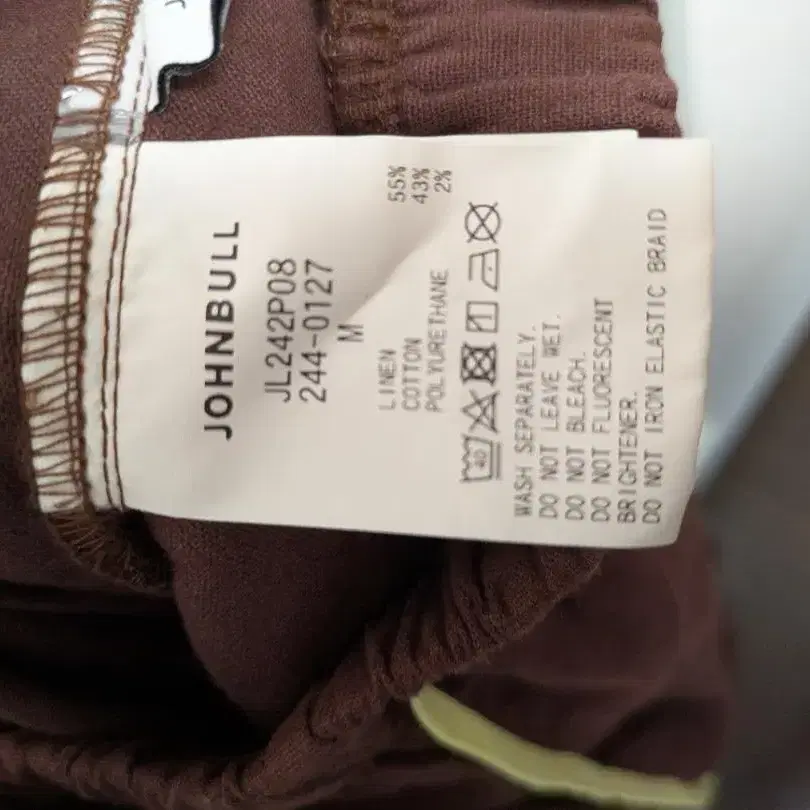 JOHNBULL
JL242P08
244-0127
M
LINEN 55%
COTTON 43%
POLYURETHANE 2%
40
WASH SEPARATELY.
DO NOT LEAVE WET.
DO NOT BLEACH.
DO NOT FLUORESCENT
BRIGHTENER.
DO NOT IRON ELASTIC BRAID